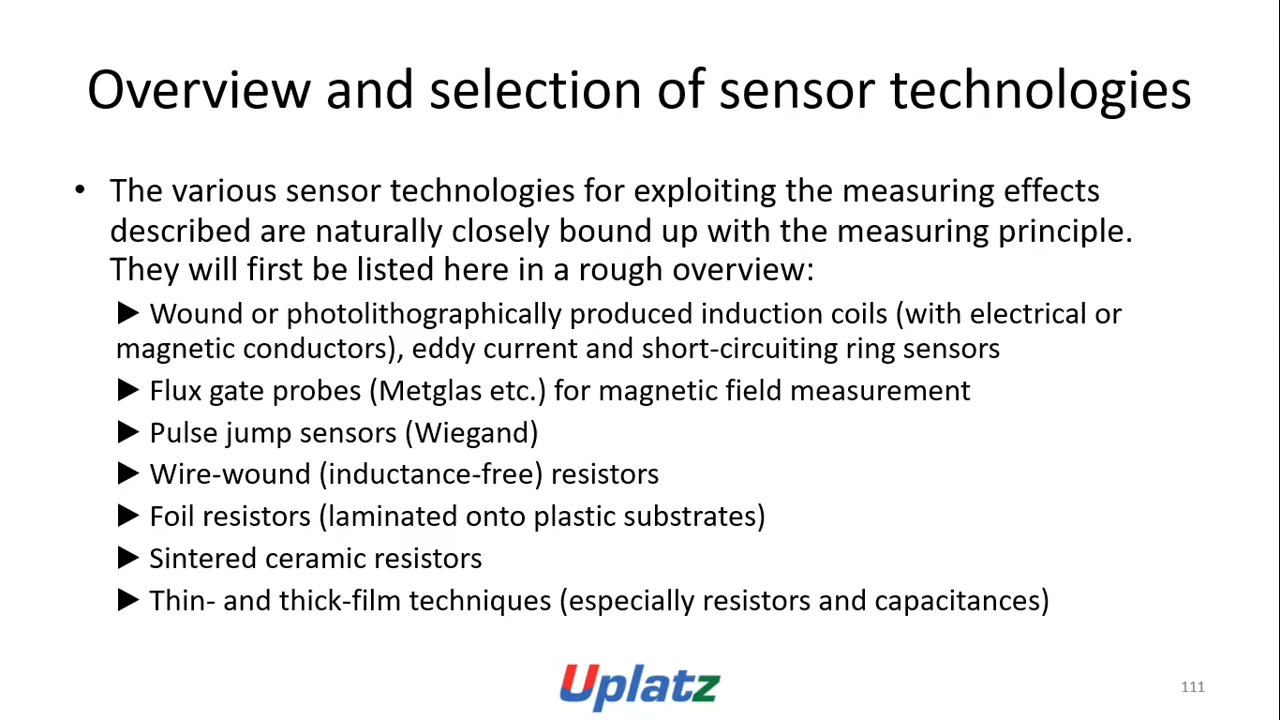 Overview and selection of sensor technologies
• The various sensor technologies for exploiting the measuring effects
described are naturally closely bound up with the measuring principle.
They will first be listed here in a rough overview:
▶ Wound or photolithographically produced induction coils (with electrical or
magnetic conductors), eddy current and short-circuiting ring sensors
▶ Flux gate probes (Metglas etc.) for magnetic field measurement
▶ Pulse jump sensors (Wiegand)
▶ Wire-wound (inductance-free) resistors
▶ Foil resistors (laminated onto plastic substrates)
▶ Sintered ceramic resistors
▶ Thin- and thick-film techniques (especially resistors and capacitances)
Uplatz
111